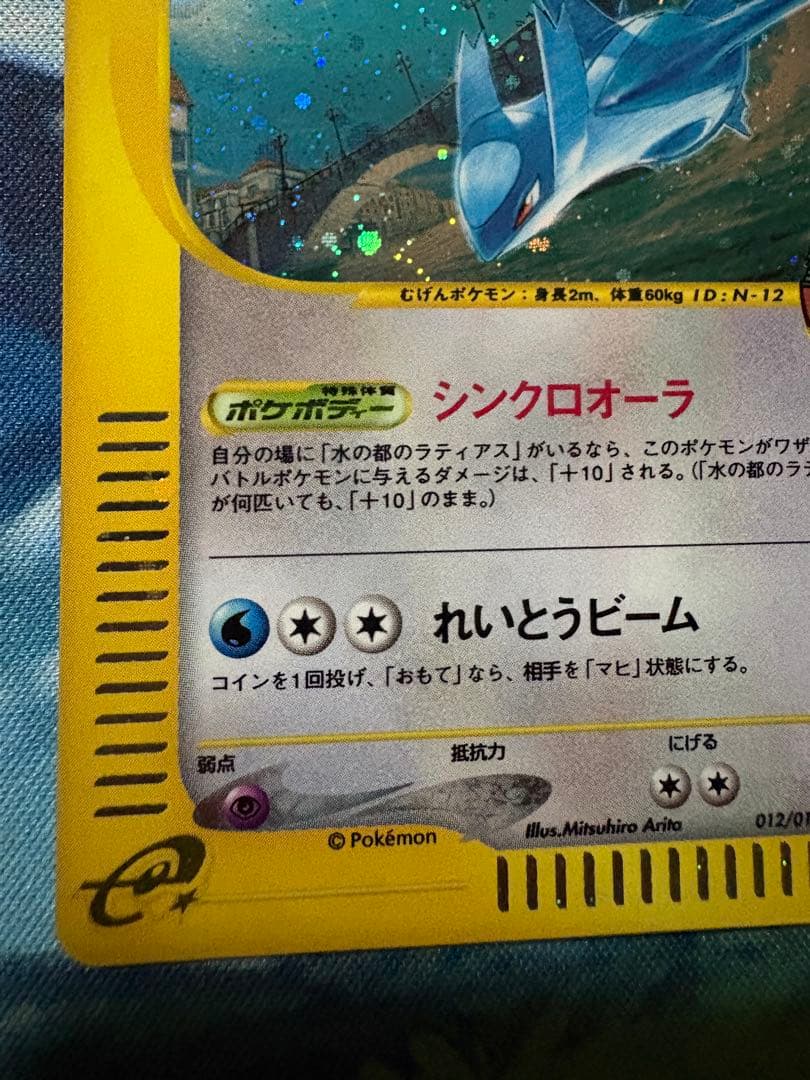 むげんポケモン：身長2m、体重60kg ID：N-12
特殊体質
ポケボディー シンクロオーラ
自分の場に「水の都のラティアス」がいるなら、このポケモンがワザ
バトルポケモンに与えるダメージは、「＋10」される。（「水の都のラテ
が何匹いても、「＋10」のまま。）
れいとうビーム
コインを1回投げ、「おもて」なら、相手を「マヒ」状態にする。
弱点 抵抗力 にげる
Illus.Mitsuhiro Arita 012/01
© Pokémon
e